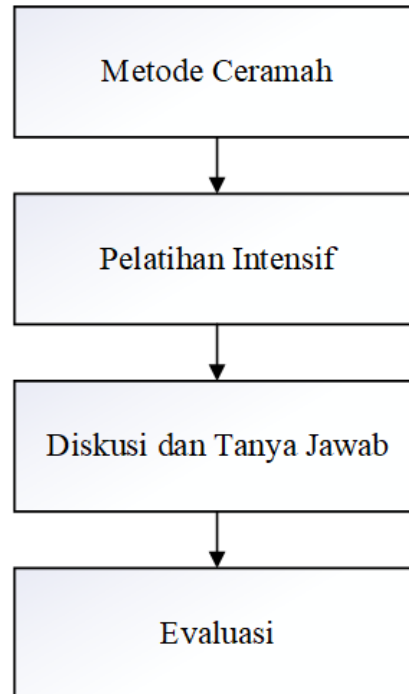 Metode Ceramah
Pelatihan Intensif
Diskusi dan Tanya Jawab
Evaluasi